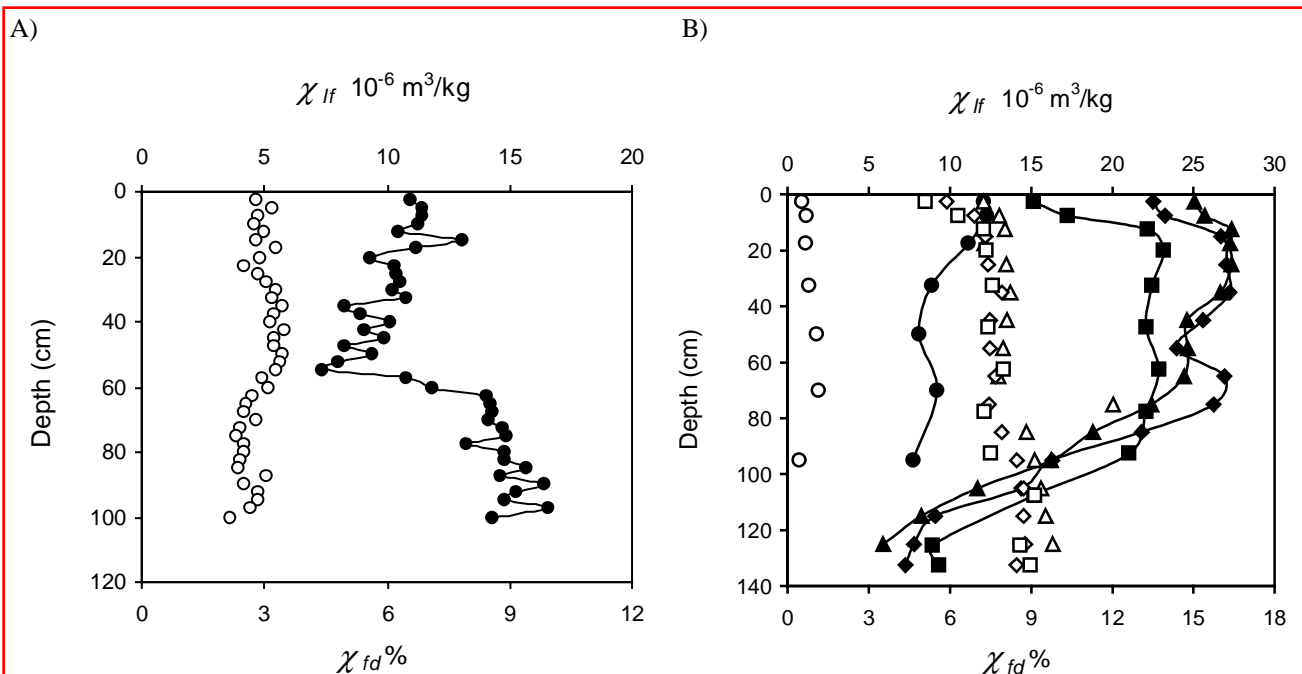 A)
χ lf 10-6 m3/kg
0 5 10 15 20
0
20
40
60
80
100
120
Depth (cm)
0 3 6 9 12
χ fd %
B)
χ lf 10-6 m3/kg
0 5 10 15 20 25 30
0
20
40
60
80
100
120
140
Depth (cm)
0 3 6 9 12 15 18
χ fd %